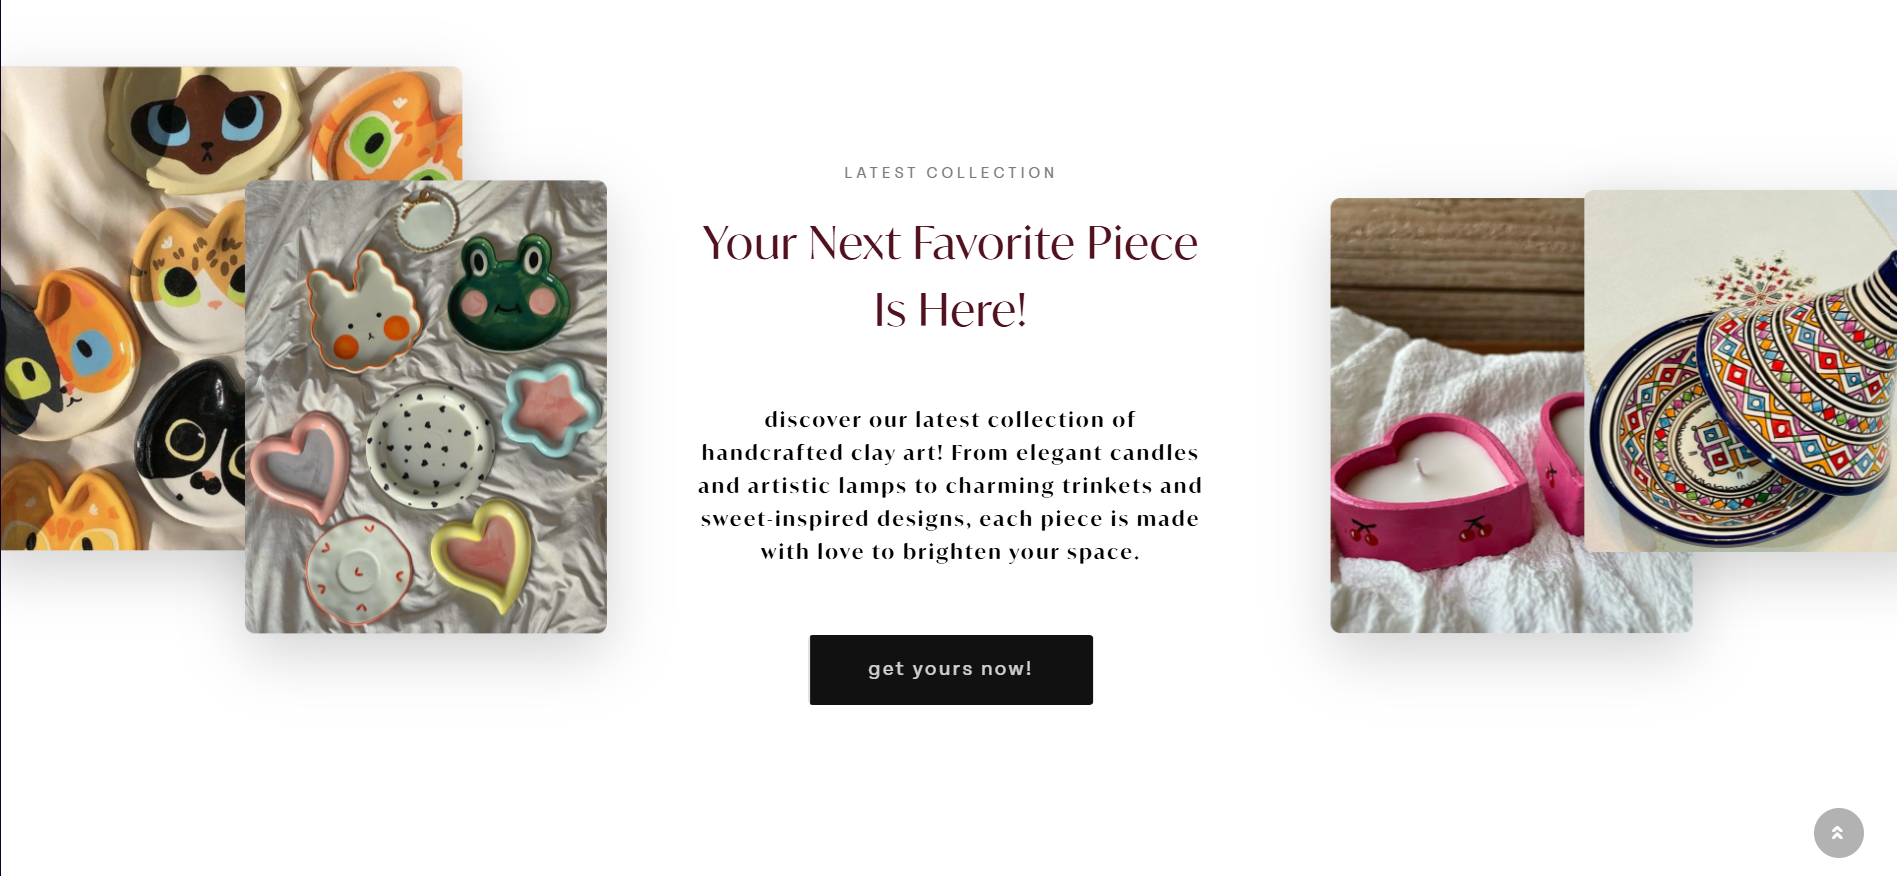 LATEST COLLECTION
Your Next Favorite Piece
Is Here!
discover our latest collection of
handcrafted clay art! From elegant candles
and artistic lamps to charming trinkets and
sweet-inspired designs, each piece is made
with love to brighten your space.
get yours now!